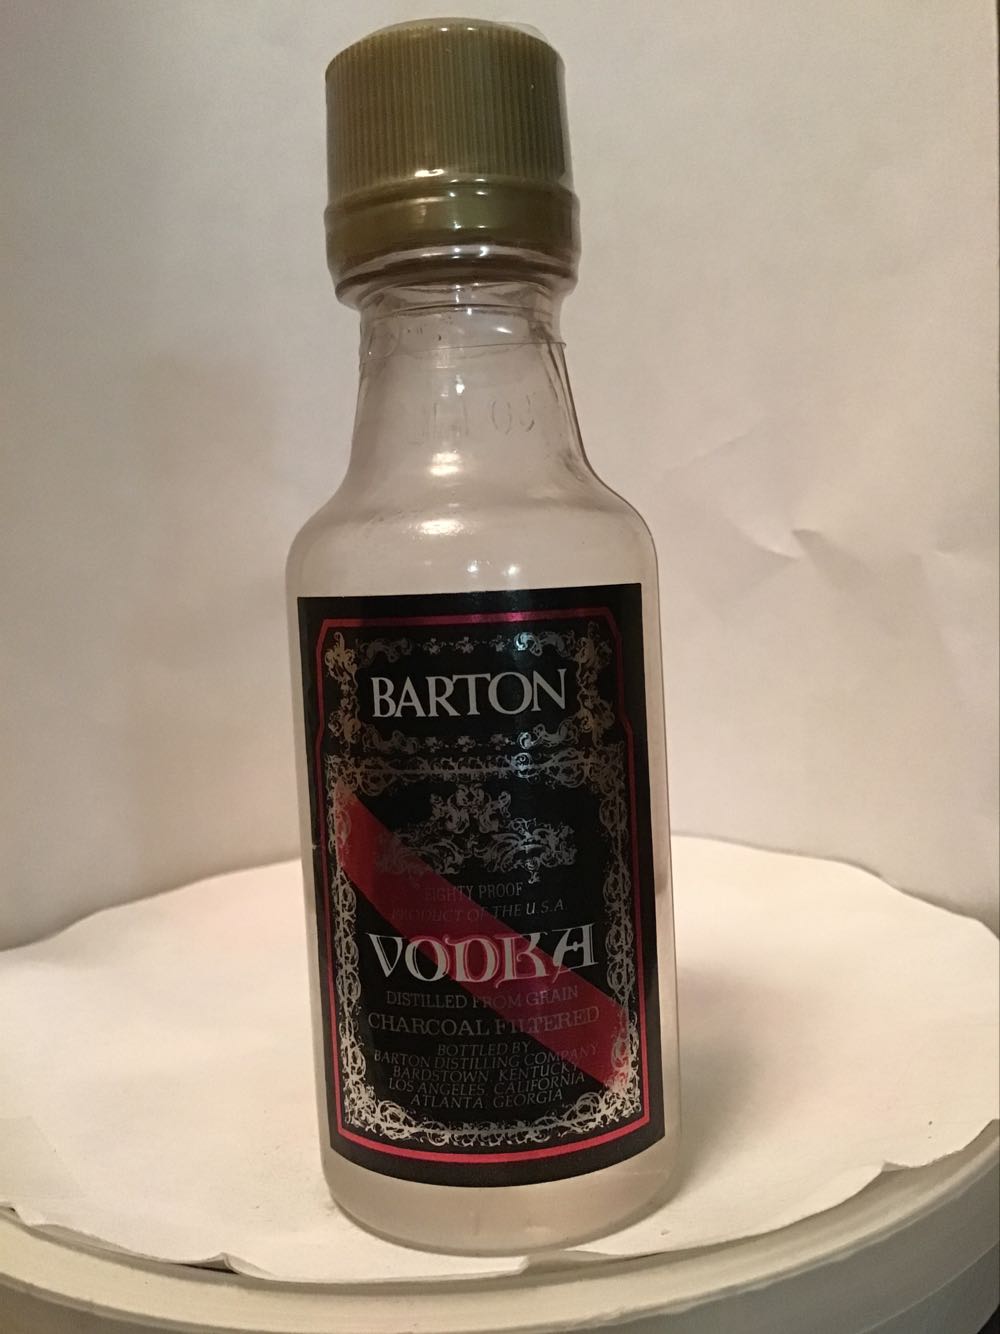 BARTON
EIGHTY PROOF
PRODUCT OF THE U.S.A.
VODKA
DISTILLED FROM GRAIN
CHARCOAL FILTERED
BOTTLED BY
BARTON DISTILLING COMPANY
BARDSTOWN, KENTUCKY
LOS ANGELES, CALIFORNIA
ATLANTA, GEORGIA